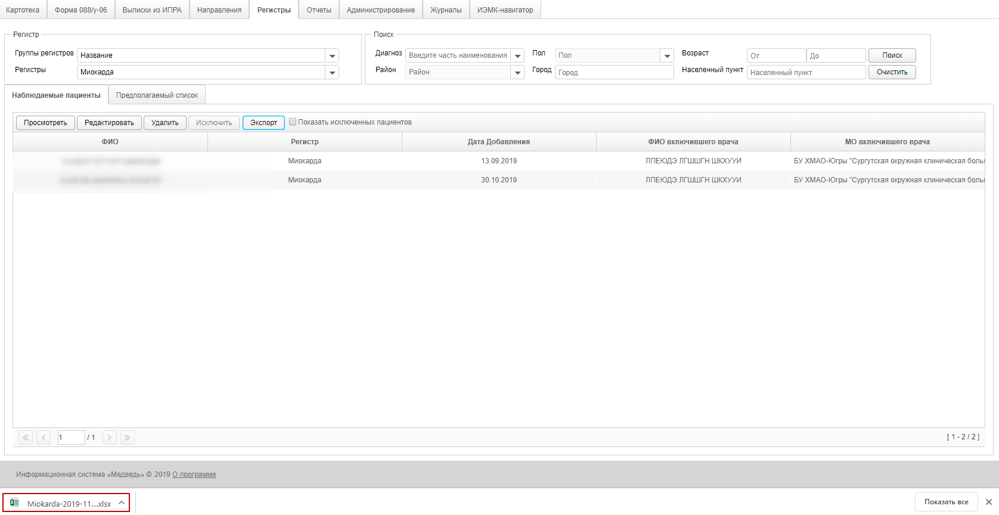 Картотека Форма 088/у-06 Выписки из ИПРА Направления Регистры Отчеты Администрирование Журналы ИЭМК-навигатор
Регистр
Группы регистров Название
Регистры Миокарда
Поиск
Диагноз Введите часть наименования Пол Пол Возраст От До Поиск
Район Район Город Город Населенный пункт Населенный пункт Очистить
Наблюдаемые пациенты Предполагаемый список
Просмотреть Редактировать Удалить Исключить Экспорт Показать исключенных пациентов
ФИО Регистр Дата Добавления ФИО включившего врача МО включившего врача
Миокарда 13.09.2019 ЛПЕЮДЭ ЛГШШГН ШКХУУИ БУ ХМАО-Югры "Сургутская окружная клиническая боль
Миокарда 30.10.2019 ЛПЕЮДЭ ЛГШШГН ШКХУУИ БУ ХМАО-Югры "Сургутская окружная клиническая боль
1 / 1 [ 1 - 2 / 2 ]
Информационная система «Медведь» © 2019 О программе
Miokarda-2019-11....xlsx Показать все